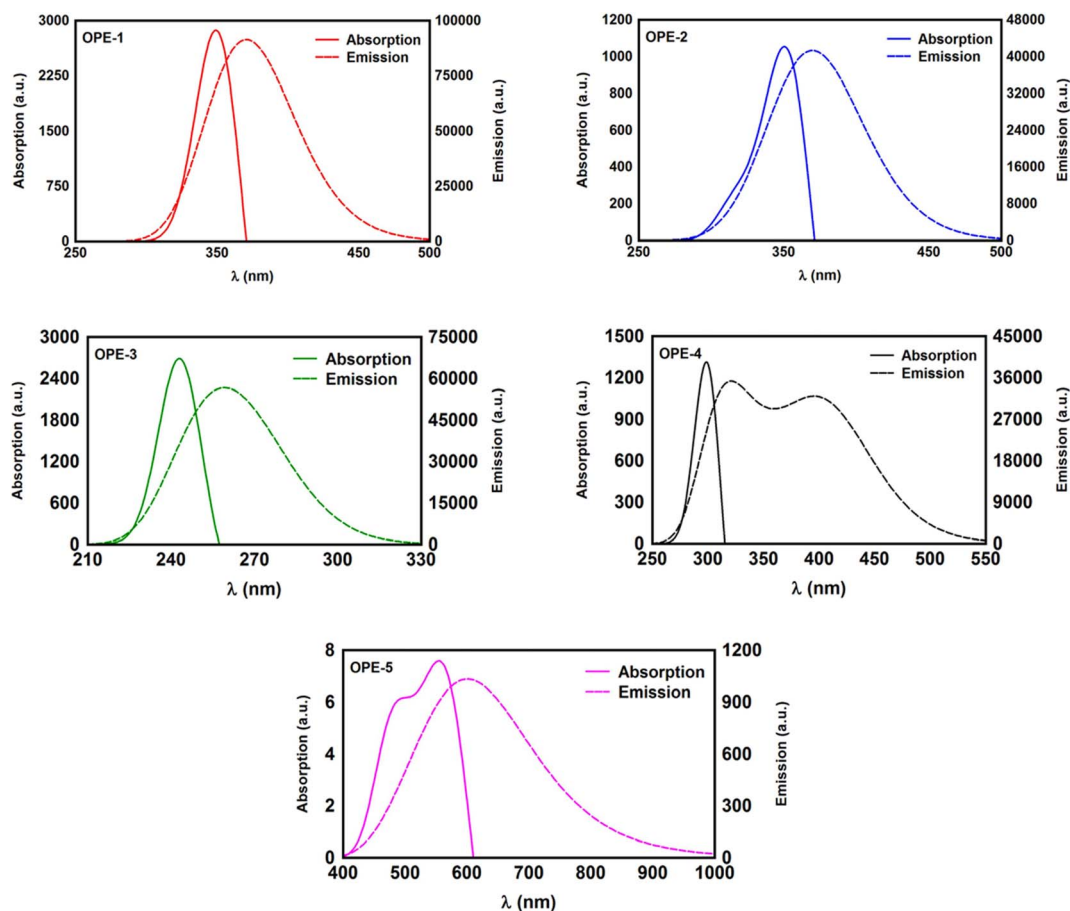 OPE-1
Absorption
Emission
Absorption (a.u.)
3000
2250
1500
750
0
Emission (a.u.)
100000
75000
50000
25000
0
250 350 450 500
λ (nm)
OPE-2
Absorption
Emission
Absorption (a.u.)
1200
1000
800
600
400
200
0
Emission (a.u.)
48000
40000
32000
24000
16000
8000
0
250 350 450 500
λ (nm)
OPE-3
Absorption
Emission
Absorption (a.u.)
3000
2400
1800
1200
600
0
Emission (a.u.)
75000
60000
45000
30000
15000
0
210 240 270 300 330
λ (nm)
OPE-4
Absorption
Emission
Absorption (a.u.)
1500
1200
900
600
300
0
Emission (a.u.)
45000
36000
27000
18000
9000
0
250 300 350 400 450 500 550
λ (nm)
OPE-5
Absorption
Emission
Absorption (a.u.)
8
6
4
2
0
Emission (a.u.)
1200
900
600
300
0
400 500 600 700 800 900 1000
λ (nm)